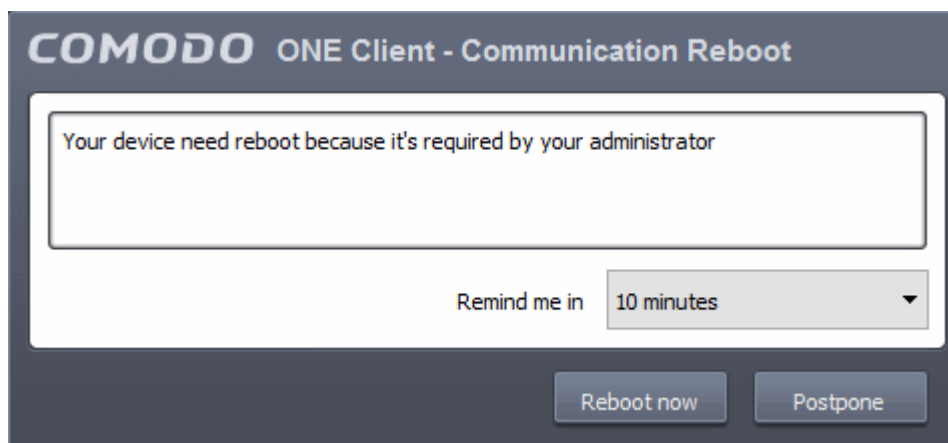 COMODO ONE Client - Communication Reboot
Your device need reboot because it's required by your administrator
Remind me in 10 minutes
Reboot now Postpone